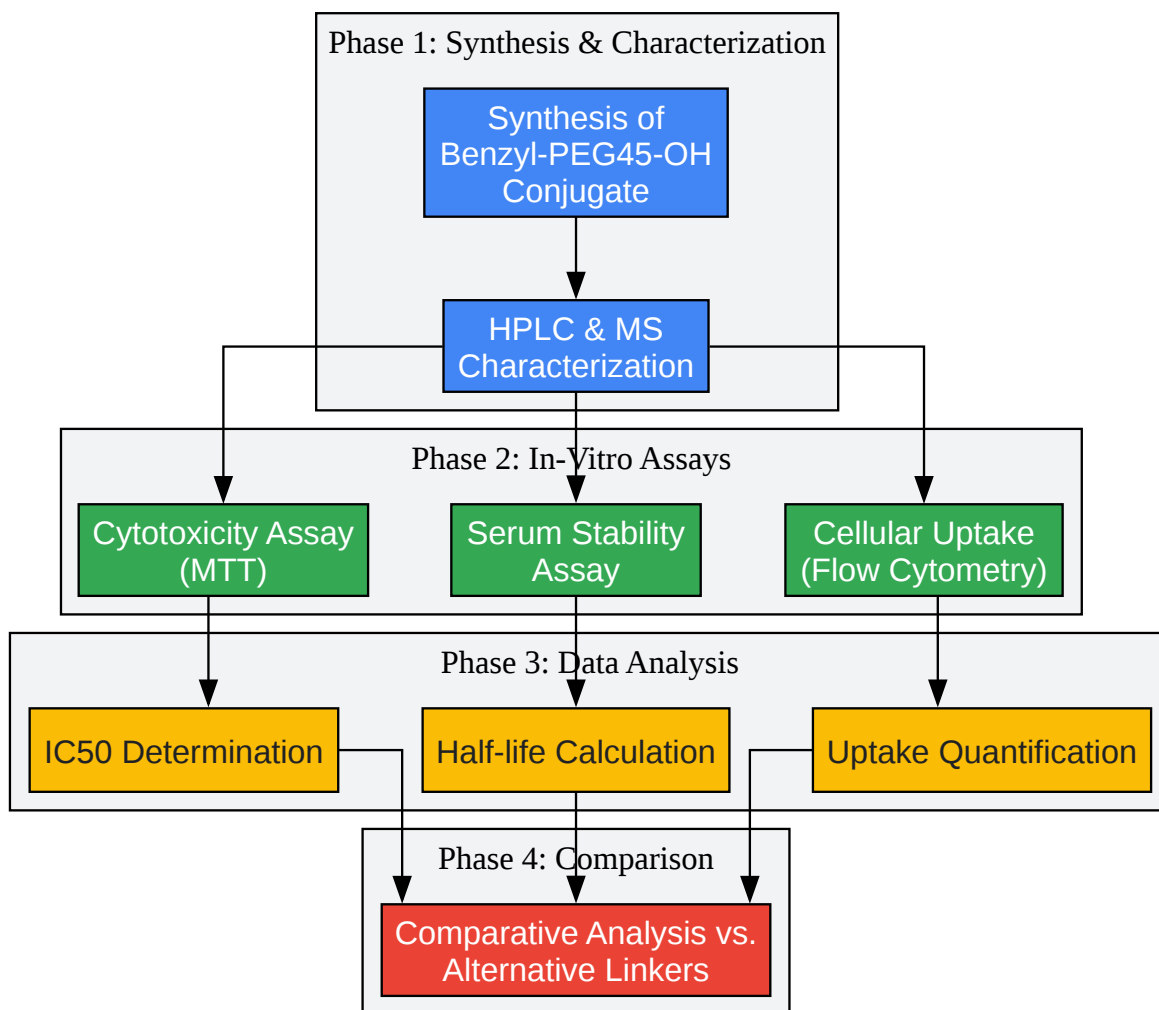 Phase 1: Synthesis & Characterization
Synthesis of
Benzyl-PEG45-OH
Conjugate
HPLC & MS
Characterization
Phase 2: In-Vitro Assays
Cytotoxicity Assay
(MTT)
Serum Stability
Assay
Cellular Uptake
(Flow Cytometry)
Phase 3: Data Analysis
IC50 Determination
Half-life Calculation
Uptake Quantification
Phase 4: Comparison
Comparative Analysis vs.
Alternative Linkers